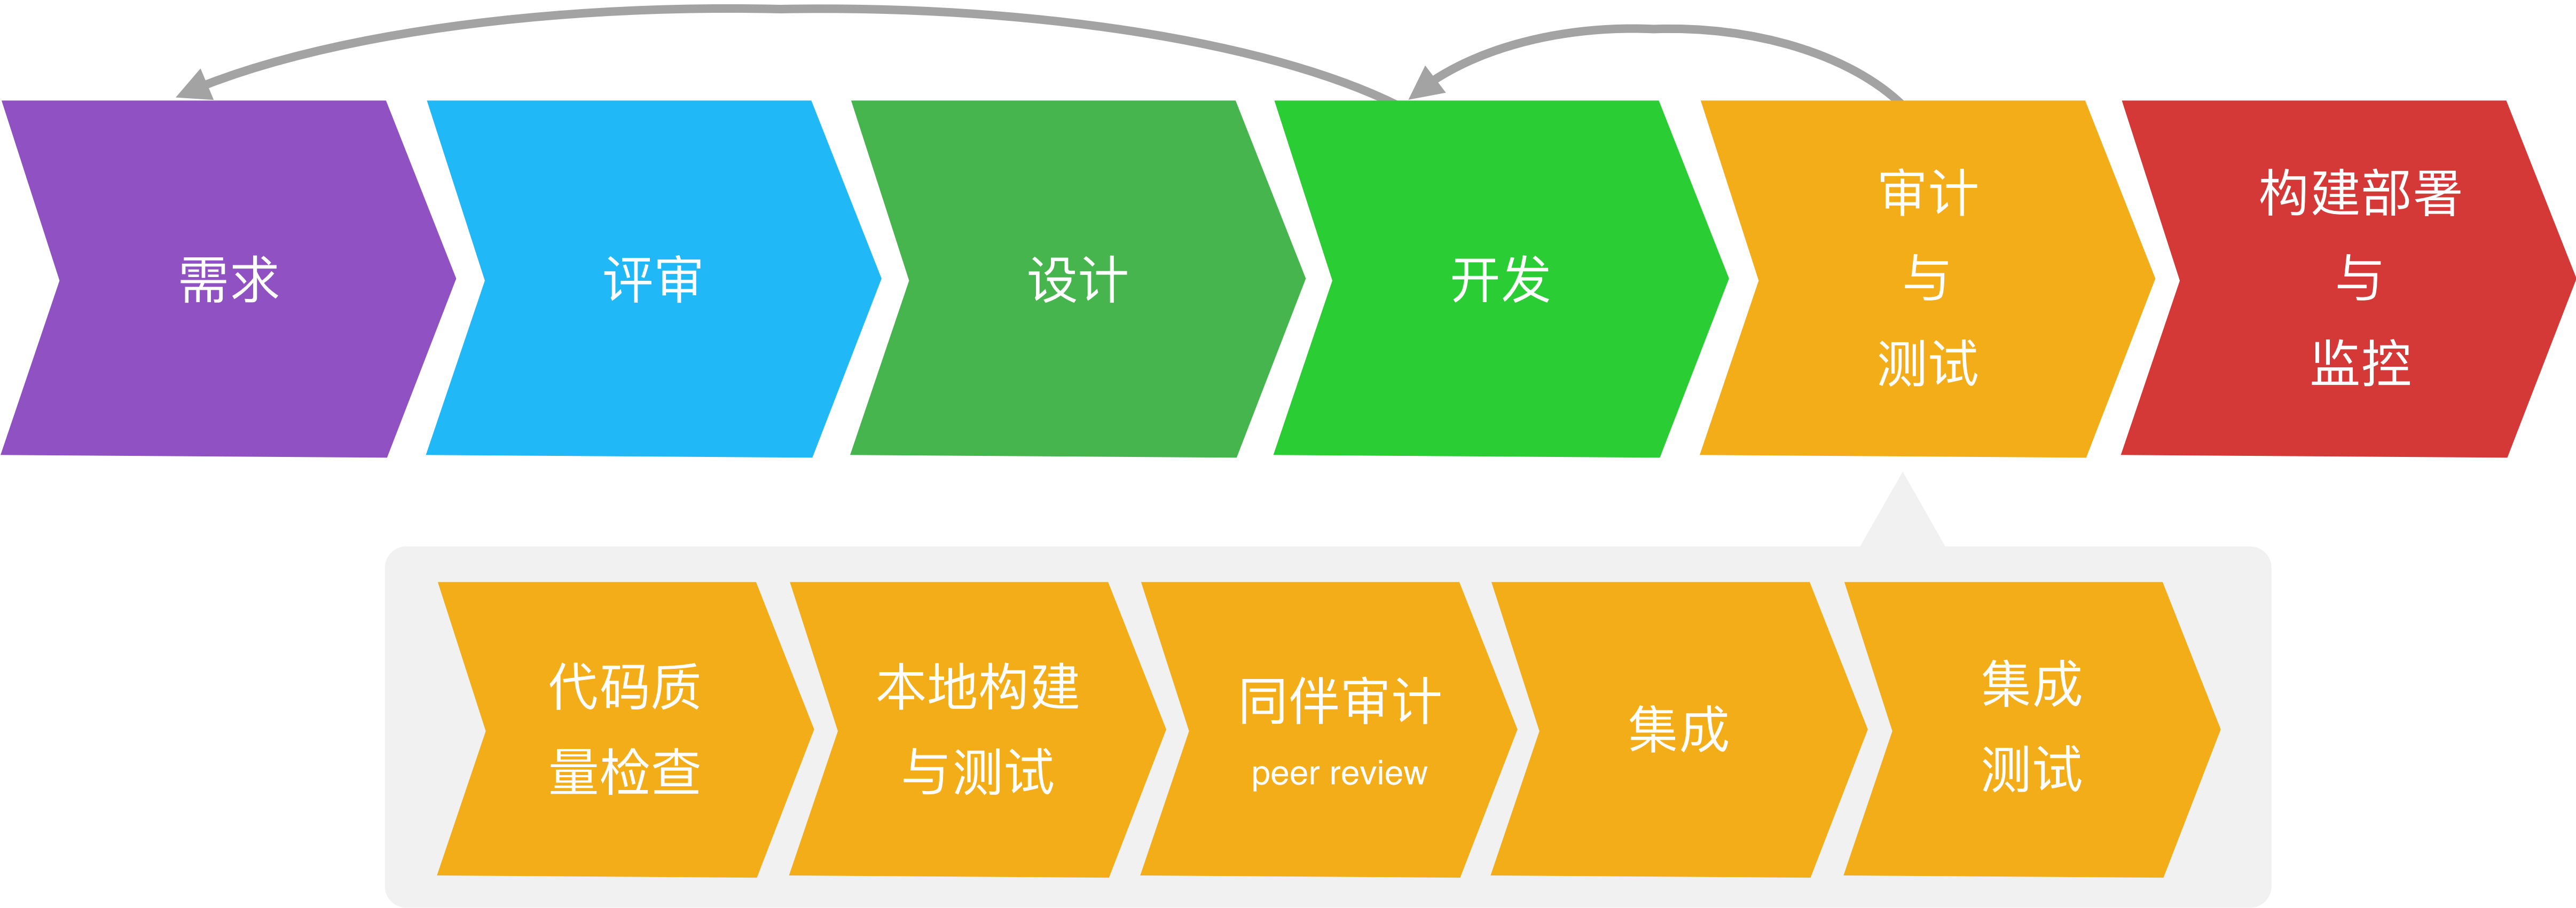 需求
评审
设计
开发
审计
与
测试
构建部署
与
监控
代码质
量检查
本地构建
与测试
同伴审计
peer review
集成
集成
测试